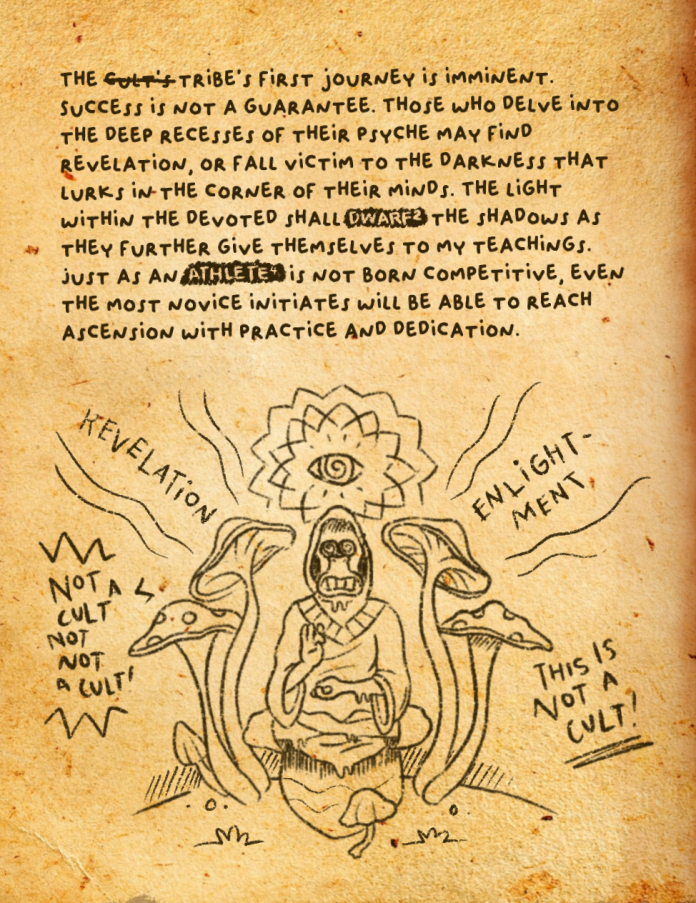 THE CULT'S TRIBE'S FIRST JOURNEY IS IMMINENT.
SUCCESS IS NOT A GUARANTEE. THOSE WHO DELVE INTO
THE DEEP RECESSES OF THEIR PSYCHE MAY FIND
REVELATION, OR FALL VICTIM TO THE DARKNESS THAT
LURKS IN THE CORNER OF THEIR MINDS. THE LIGHT
WITHIN THE DEVOTED SHALL DWARF² THE SHADOWS AS
THEY FURTHER GIVE THEMSELVES TO MY TEACHINGS.
JUST AS AN ATHLETE⁴ IS NOT BORN COMPETITIVE, EVEN
THE MOST NOVICE INITIATES WILL BE ABLE TO REACH
ASCENSION WITH PRACTICE AND DEDICATION.
REVELATION
ENLIGHT-
MENT
NOT A
CULT
NOT
NOT
A CULT!
THIS IS
NOT A
CULT!